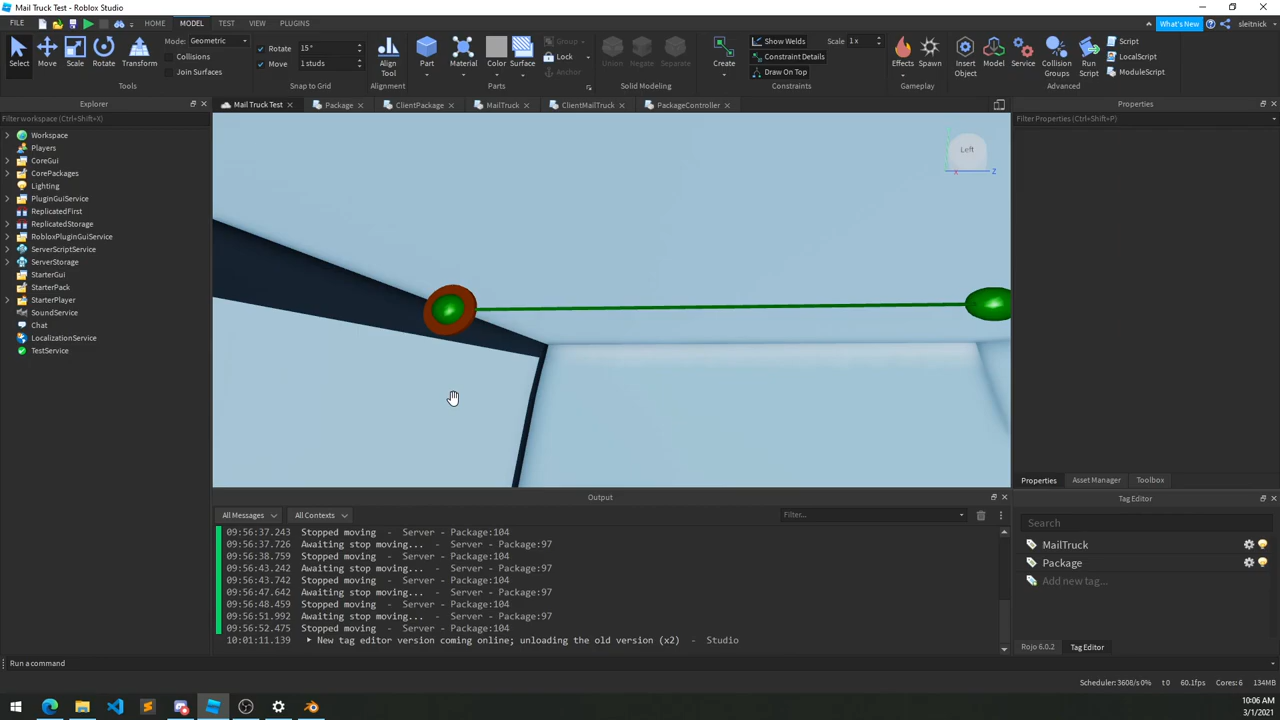 Mail Truck Test - Roblox Studio
FILE HOME MODEL TEST VIEW PLUGINS What's New sleitnick
Select Move Scale Rotate Transform
Mode: Geometric
Collisions
Join Surfaces
Tools
Rotate 15 °
Move 1 studs
Snap to Grid
Align Tool
Alignment
Part Material Color Surface
Group
Lock
Anchor
Parts
Union Negate Separate
Solid Modeling
Create
Show Welds Scale 1 x
Constraint Details
Draw On Top
Constraints
Effects Spawn
Gameplay
Insert Object Model Service Collision Groups Run Script
Script
LocalScript
ModuleScript
Advanced
Explorer
Filter workspace (Ctrl+Shift+X)
Workspace
Players
CoreGui
CorePackages
Lighting
PluginGuiService
ReplicatedFirst
ReplicatedStorage
RobloxPluginGuiService
ServerScriptService
ServerStorage
StarterGui
StarterPack
StarterPlayer
SoundService
Chat
LocalizationService
TestService
Mail Truck Test Package ClientPackage MailTruck ClientMailTruck PackageController
Left
X Z
Properties
Filter Properties (Ctrl+Shift+P)
Properties Asset Manager Toolbox
Output
All Messages All Contexts Filter...
09:56:37.243 Stopped moving - Server - Package:104
09:56:37.726 Awaiting stop moving... - Server - Package:97
09:56:38.759 Stopped moving - Server - Package:104
09:56:43.242 Awaiting stop moving... - Server - Package:97
09:56:43.742 Stopped moving - Server - Package:104
09:56:47.642 Awaiting stop moving... - Server - Package:97
09:56:48.459 Stopped moving - Server - Package:104
09:56:51.992 Awaiting stop moving... - Server - Package:97
09:56:52.475 Stopped moving - Server - Package:104
10:01:11.139 New tag editor version coming online; unloading the old version (x2) - Studio
Tag Editor
Search
MailTruck
Package
Add new tag...
Rojo 6.0.2 Tag Editor
Run a command
Scheduler: 3608/s 0% t 0 60.1fps Cores: 6 134MB
10:06 AM
3/1/2021